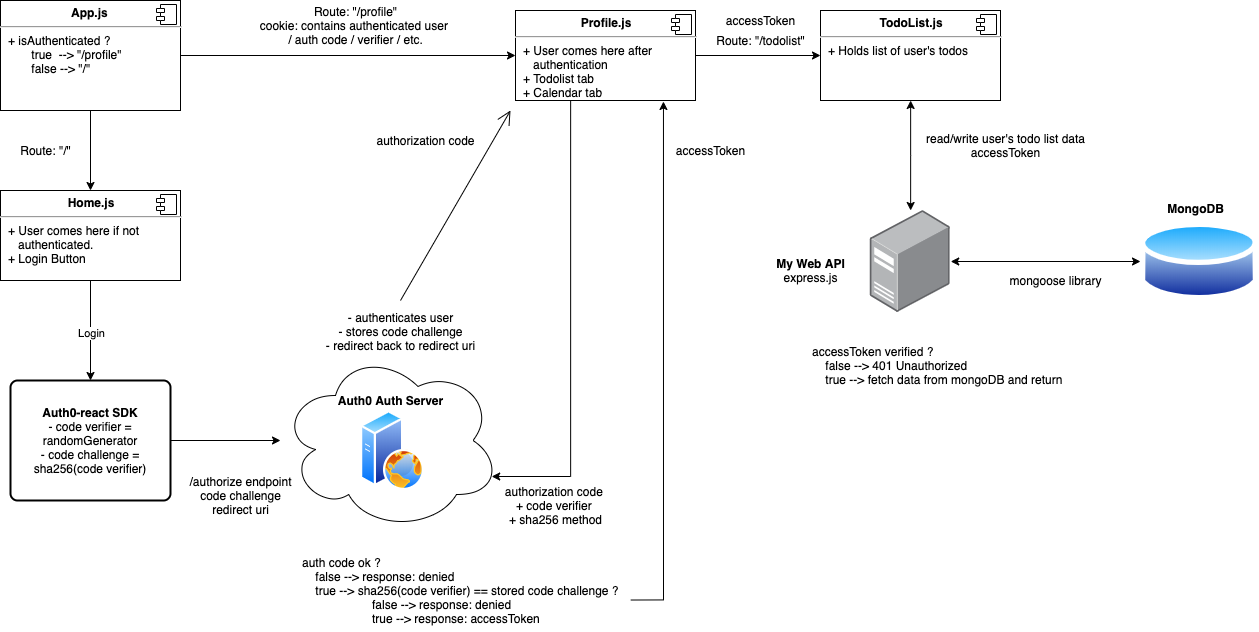 App.js
+ isAuthenticated ?
true --> "/profile"
false --> "/"
Route: "/profile"
cookie: contains authenticated user
/ auth code / verifier / etc.
Profile.js
+ User comes here after
authentication
+ Todolist tab
+ Calendar tab
accessToken
Route: "/todolist"
TodoList.js
+ Holds list of user's todos
Route: "/"
authorization code
accessToken
read/write user's todo list data
accessToken
Home.js
+ User comes here if not
authenticated.
+ Login Button
MongoDB
My Web API
express.js
mongoose library
Login
- authenticates user
- stores code challenge
- redirect back to redirect uri
accessToken verified ?
false --> 401 Unauthorized
true --> fetch data from mongoDB and return
Auth0-react SDK
- code verifier =
randomGenerator
- code challenge =
sha256(code verifier)
Auth0 Auth Server
/authorize endpoint
code challenge
redirect uri
authorization code
+ code verifier
+ sha256 method
auth code ok ?
false --> response: denied
true --> sha256(code verifier) == stored code challenge ?
false --> response: denied
true --> response: accessToken